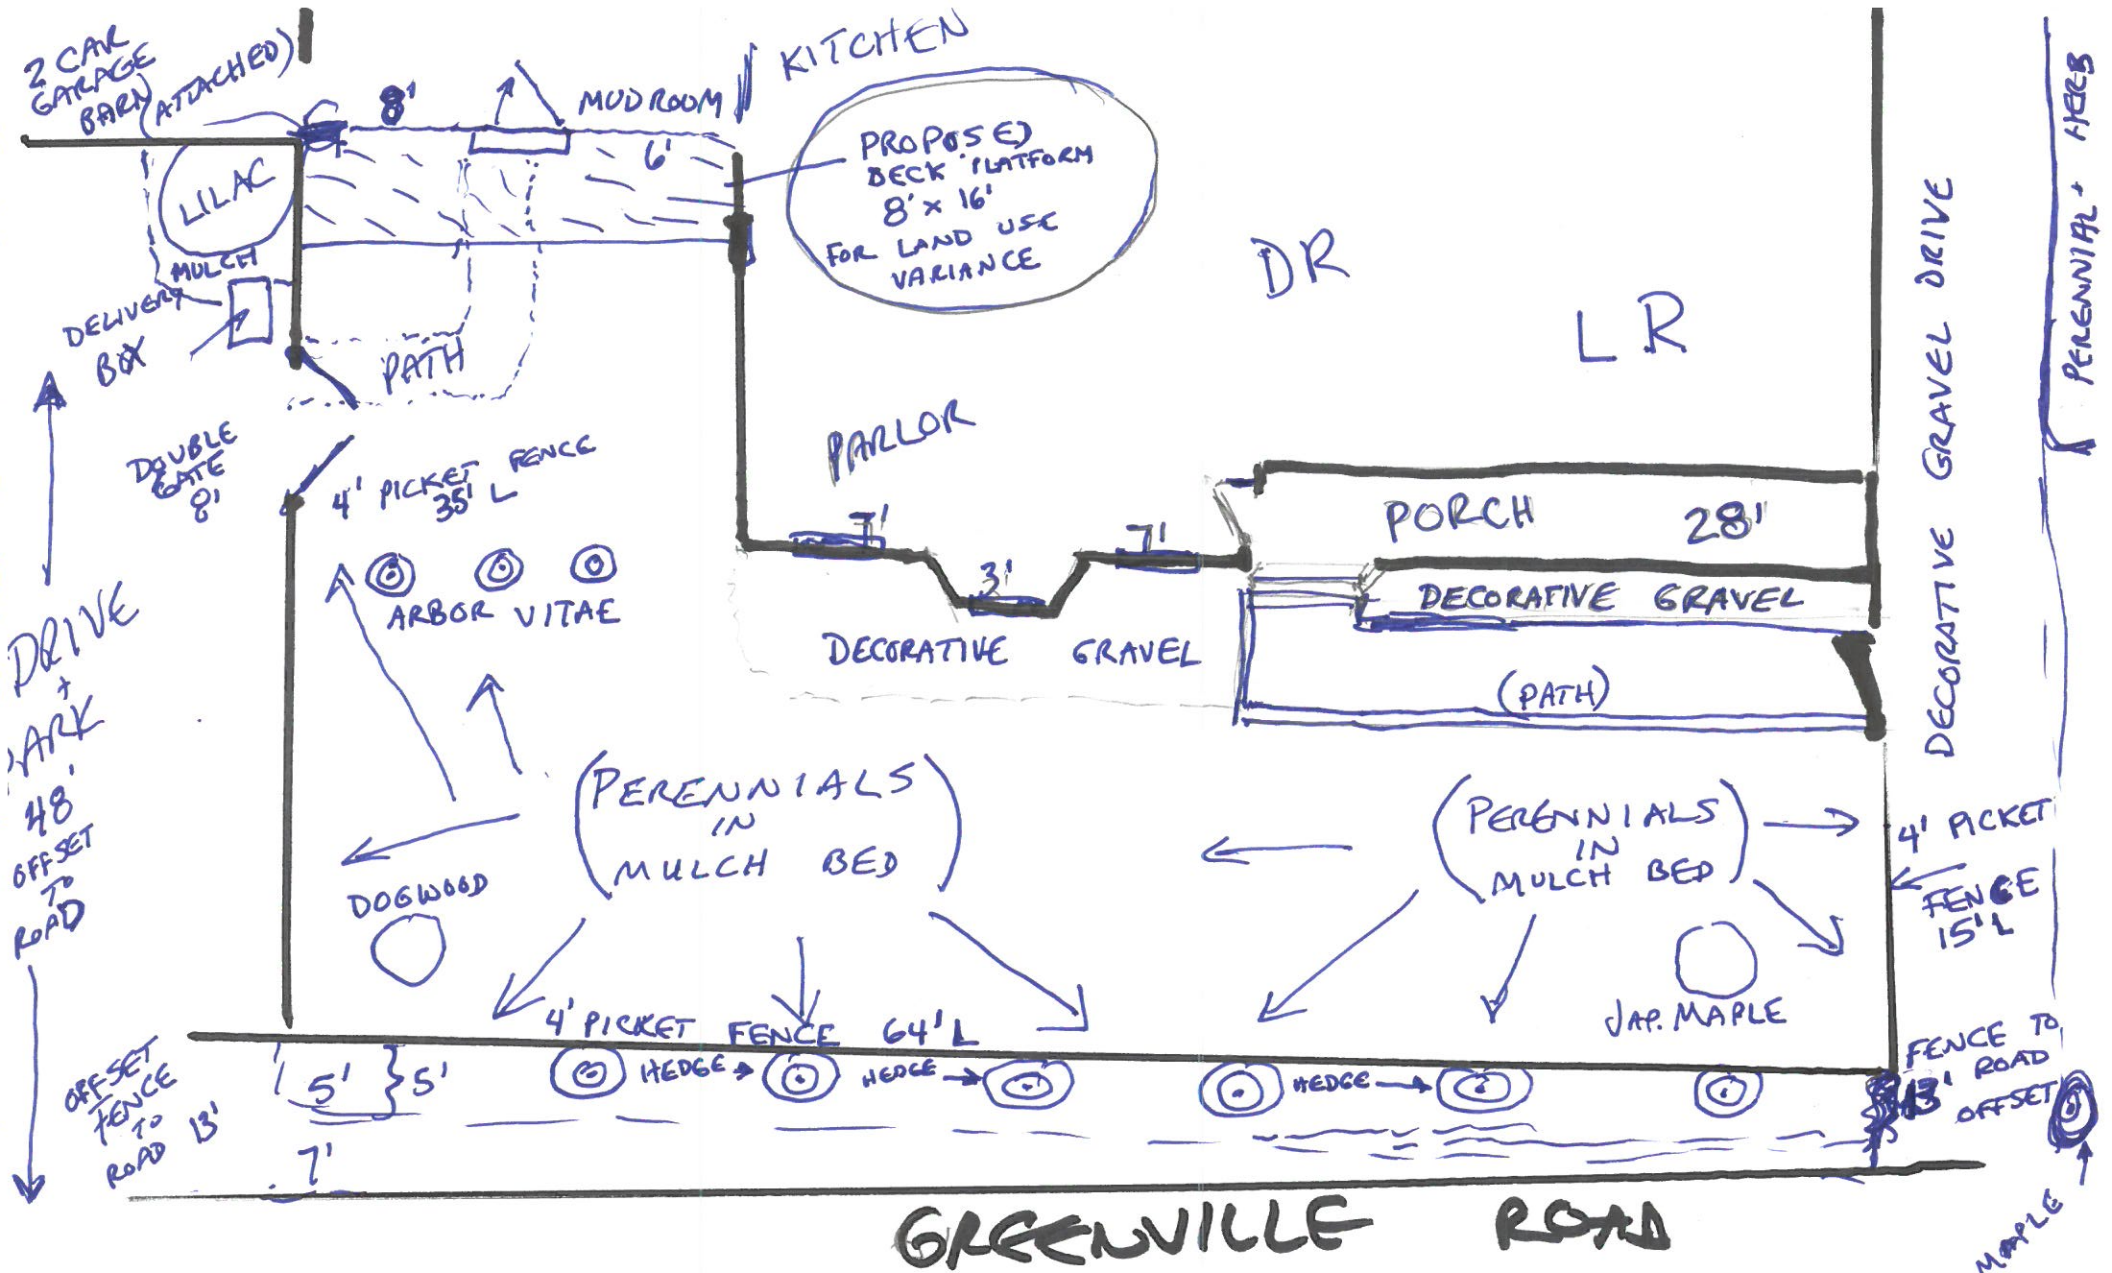 2 CAR
GARAGE
BARN
(ATTACHED)
8'
MUDROOM
6'
KITCHEN
PROPOSED
DECK PLATFORM
8' x 16'
FOR LAND USE
VARIANCE
LILAC
MULCH
DELIVERY
BOX
PATH
DR
LR
DECORATIVE GRAVEL DRIVE
PERENNIAL + HERB
DOUBLE
GATE
8'
4' PICKET FENCE
35' L
PARLOR
7'
3'
7'
PORCH 28'
ARBOR VITAE
DECORATIVE GRAVEL
DECORATIVE GRAVEL
(PATH)
DRIVE
+
PARK
48'
OFFSET
TO
ROAD
(PERENNIALS
IN
MULCH BED)
(PERENNIALS
IN
MULCH BED)
4' PICKET
FENCE
15' L
DOGWOOD
JAP. MAPLE
4' PICKET FENCE 64' L
HEDGE
HEDGE
HEDGE
OFFSET
FENCE
TO
ROAD 13'
5'
5'
7'
FENCE TO
ROAD
13'
OFFSET
MAPLE
GREENVILLE ROAD